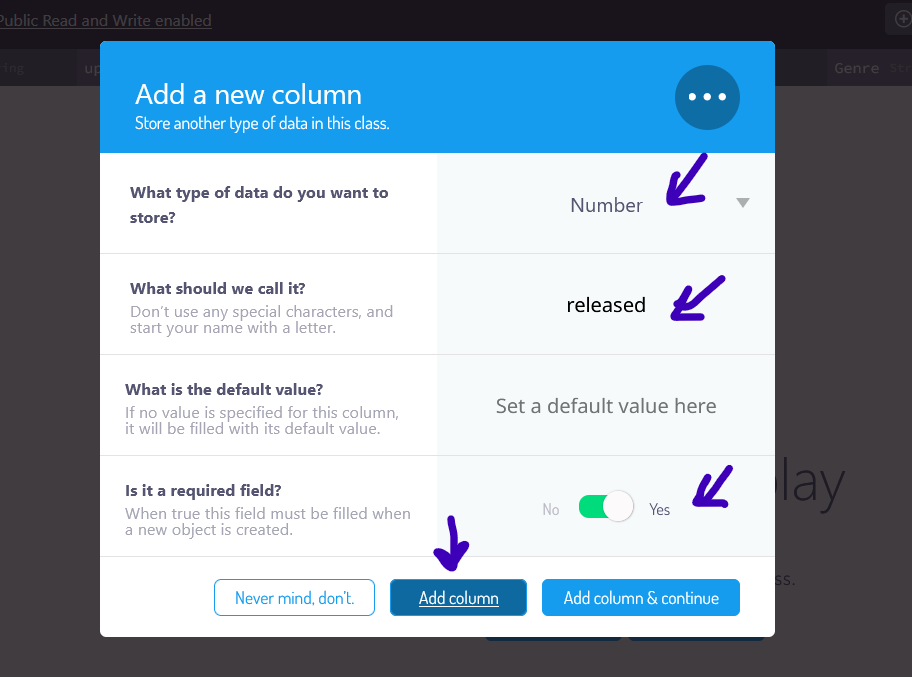 Public Read and Write enabled
ring
up
Genre Str
Add a new column
Store another type of data in this class.
What type of data do you want to
store?
Number
What should we call it?
Don't use any special characters, and
start your name with a letter.
released
What is the default value?
If no value is specified for this column,
it will be filled with its default value.
Set a default value here
Is it a required field?
When true this field must be filled when
a new object is created.
No
Yes
play
ss.
Never mind, don't.
Add column
Add column & continue